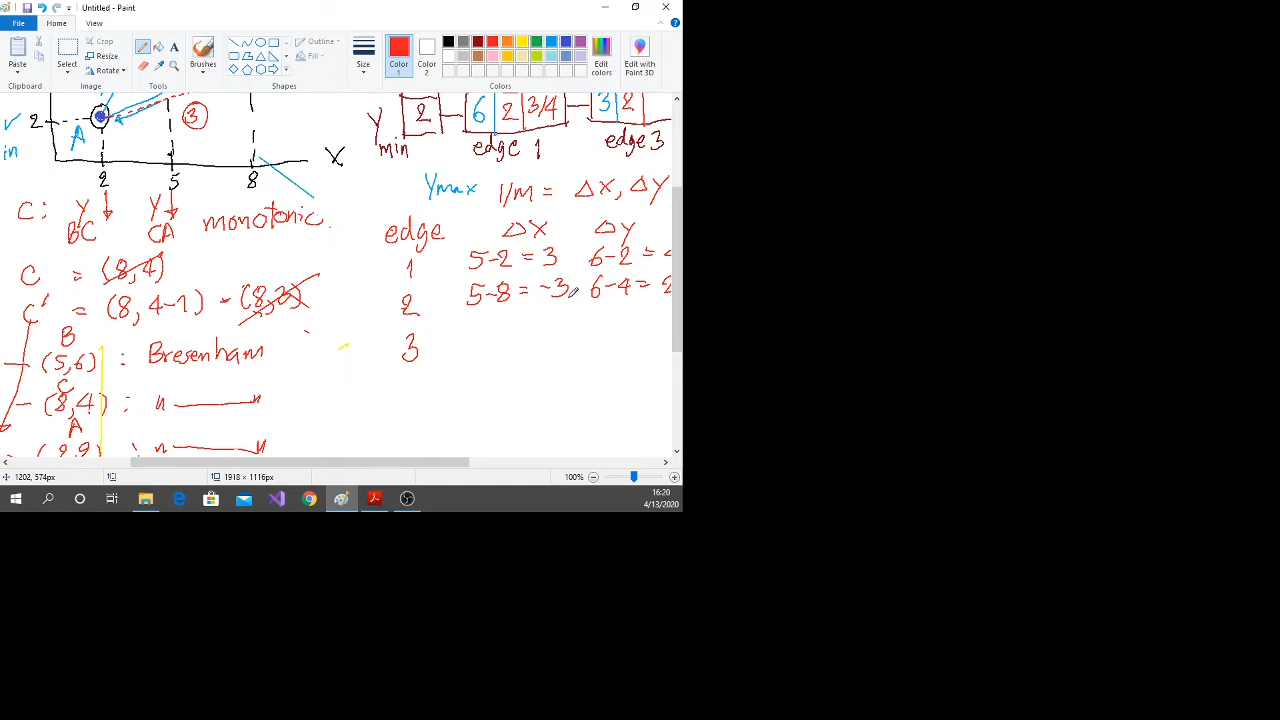 Untitled - Paint
File Home View
Paste Select Crop Resize Rotate A Brushes Shapes Outline Fill Size Color 1 Color 2 Edit colors Edit with Paint 3D
Clipboard Image Tools Shapes Colors
2 A 3
in
2 5 8 X
Y min 2 6 2 3/4 3 2
edge 1 edge 3
Ymax 1/m = ΔX, ΔY
C: Y Y monotonic.
BC CA
edge ΔX ΔY
C = (8,4)
1 5-2 = 3 6-2 =
C' = (8, 4-1) - (8,3)
2 5-8 = -3 6-4 = 2
B
- (5,6) : Bresenham
3
C
- (8,4) : " —— "
A
: " —— "
1202, 574px 1918 × 1116px 100%
16:20
4/13/2020